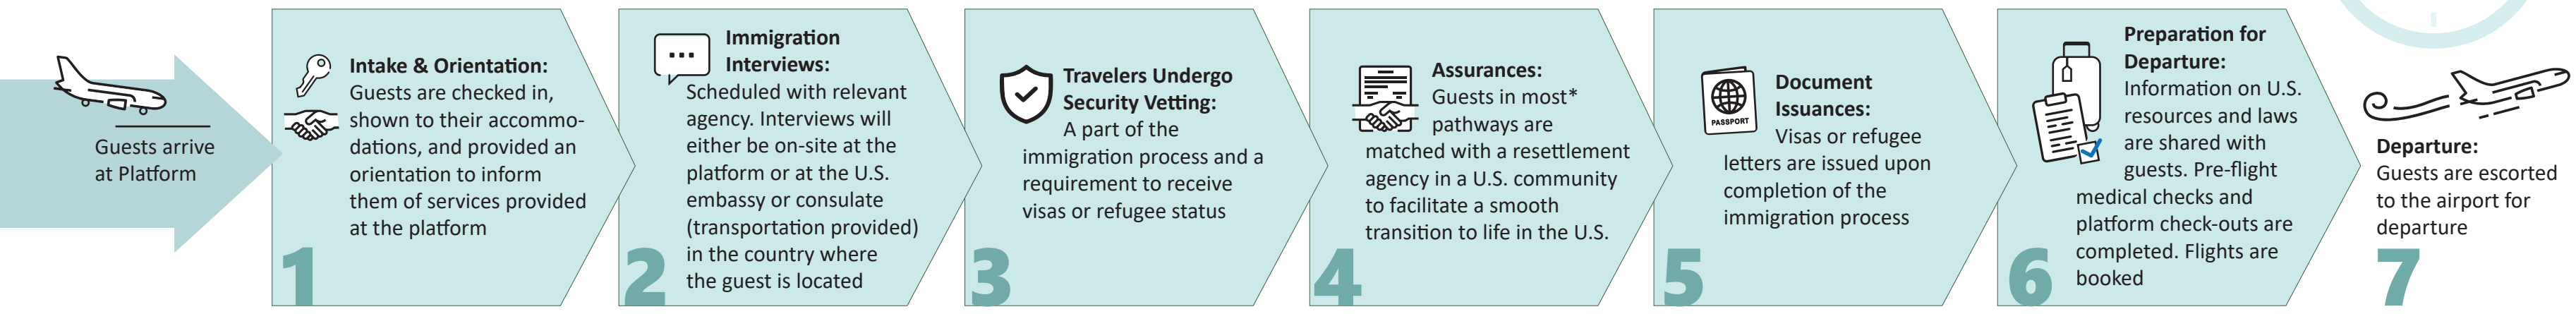 Guests arrive
at Platform
Intake & Orientation:
Guests are checked in,
shown to their accommo-
dations, and provided an
orientation to inform
them of services provided
at the platform
1
Immigration
Interviews:
Scheduled with relevant
agency. Interviews will
either be on-site at the
platform or at the U.S.
embassy or consulate
(transportation provided)
in the country where
the guest is located
2
Travelers Undergo
Security Vetting:
A part of the
immigration process and a
requirement to receive
visas or refugee status
3
Assurances:
Guests in most*
pathways are
matched with a resettlement
agency in a U.S. community
to facilitate a smooth
transition to life in the U.S.
4
PASSPORT
Document
Issuances:
Visas or refugee
letters are issued upon
completion of the
immigration process
5
Preparation for
Departure:
Information on U.S.
resources and laws
are shared with
guests. Pre-flight
medical checks and
platform check-outs are
completed. Flights are
booked
6
Departure:
Guests are escorted
to the airport for
departure
7